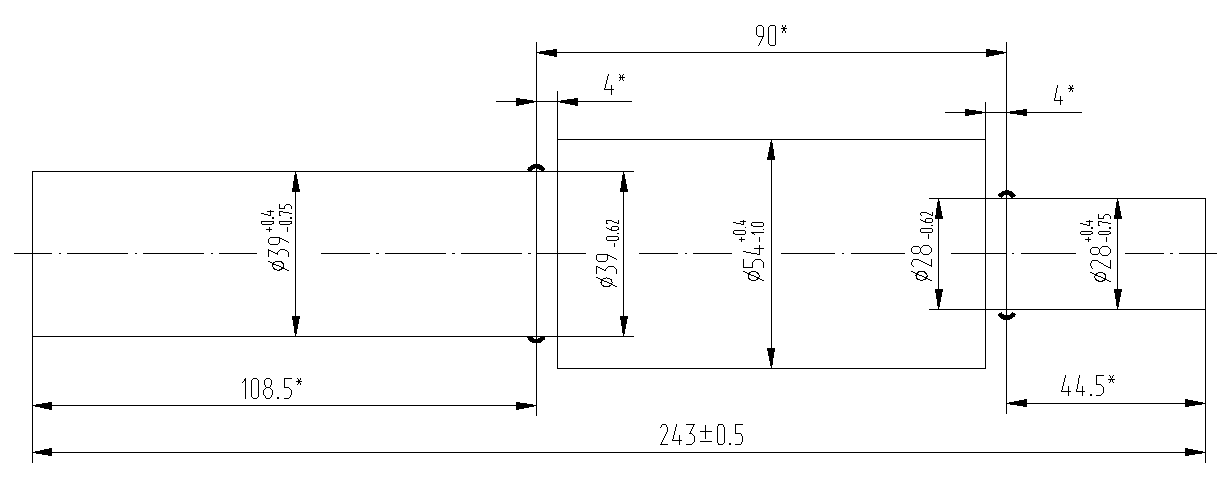 90*
4*
4*
ø39 +0.4 -0.75
ø39 -0.62
ø54 +0.4 -1.0
ø28 -0.62
ø28 +0.4 -0.75
108.5*
44.5*
243±0.5